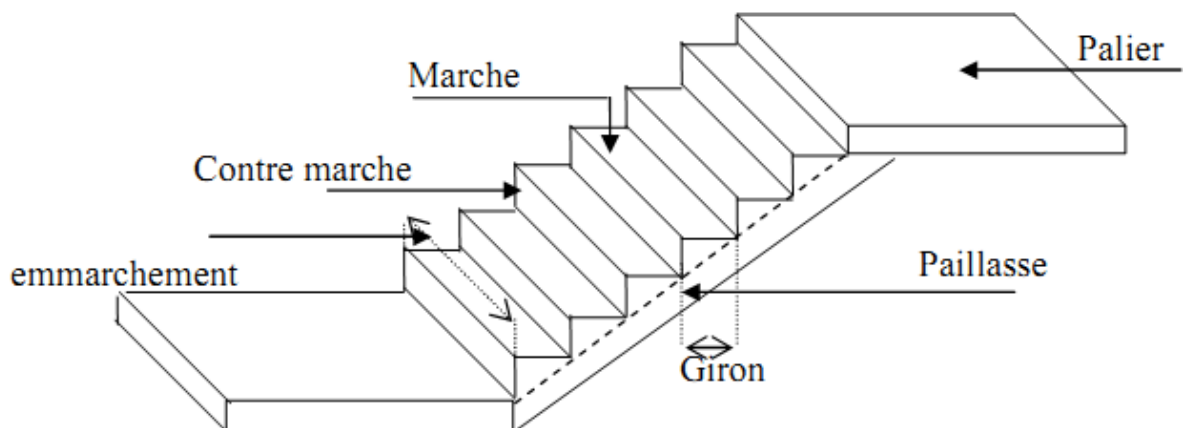 Palier
Marche
Contre marche
emmarchement
Paillasse
Giron